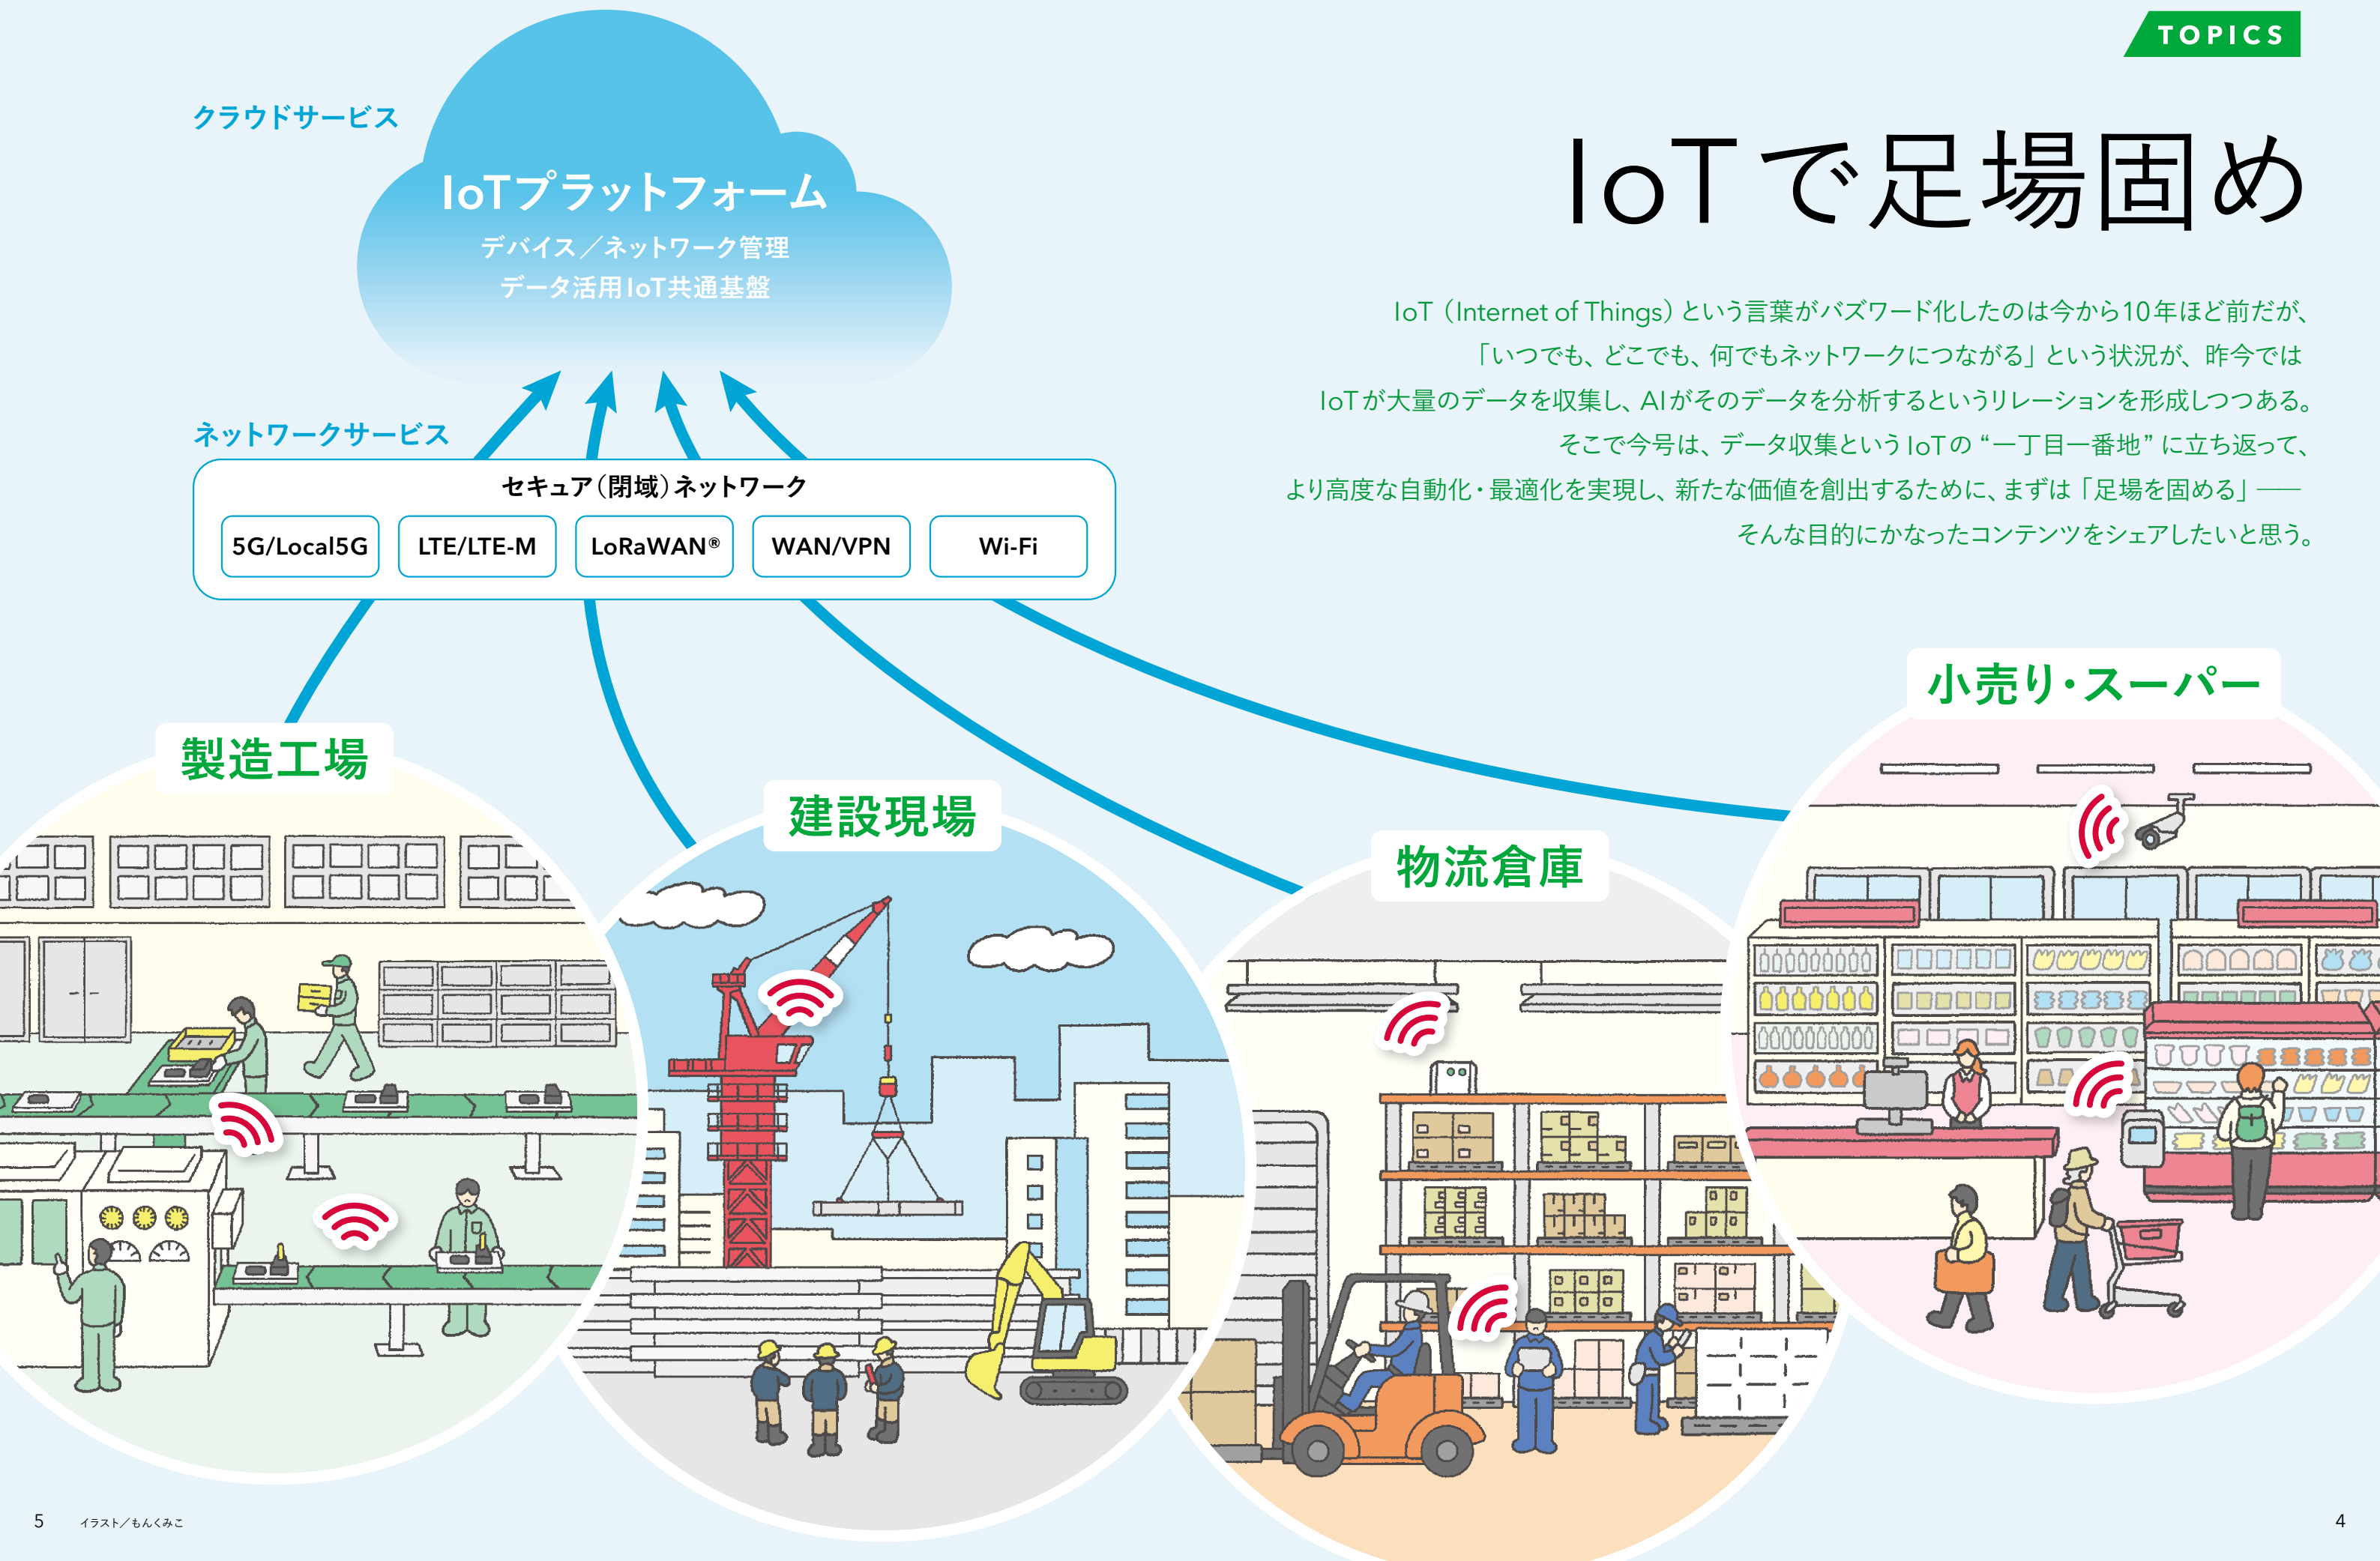 TOPICS
IoTで足場固め
IoT（Internet of Things）という言葉がバズワード化したのは今から10年ほど前だが、
「いつでも、どこでも、何でもネットワークにつながる」という状況が、昨今では
IoTが大量のデータを収集し、AIがそのデータを分析するというリレーションを形成しつつある。
そこで今号は、データ収集というIoTの“一丁目一番地”に立ち返って、
より高度な自動化・最適化を実現し、新たな価値を創出するために、まずは「足場を固める」──
そんな目的にかなったコンテンツをシェアしたいと思う。
クラウドサービス
IoTプラットフォーム
デバイス／ネットワーク管理
データ活用IoT共通基盤
ネットワークサービス
セキュア（閉域）ネットワーク
5G/Local5G
LTE/LTE-M
LoRaWAN®
WAN/VPN
Wi-Fi
製造工場
建設現場
物流倉庫
小売り・スーパー
5
イラスト／もんくみこ
4